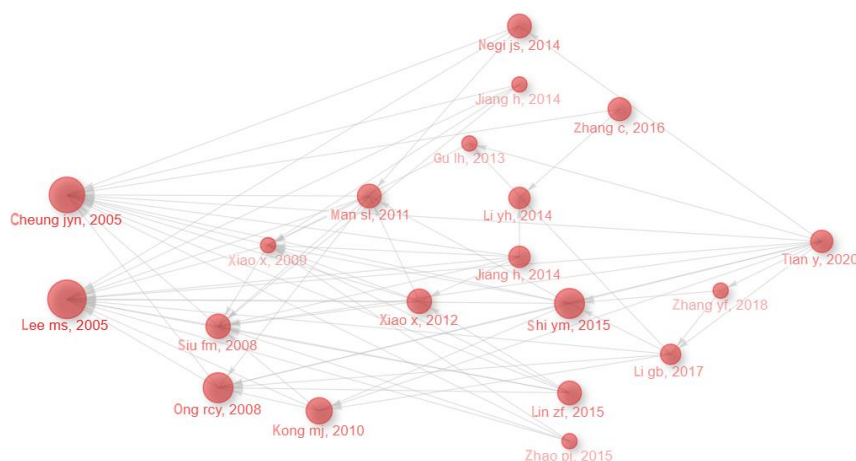 Negi js, 2014
Jiang h, 2014
Zhang c, 2016
Gu lh, 2013
Cheung jyn, 2005
Man sl, 2011
Li yh, 2014
Xiao x, 2009
Jiang h, 2014
Tian y, 2020
Zhang yf, 2018
Lee ms, 2005
Xiao x, 2012
Shi ym, 2015
Siu fm, 2008
Li gb, 2017
Ong rcy, 2008
Lin zf, 2015
Kong mj, 2010
Zhao pj, 2015